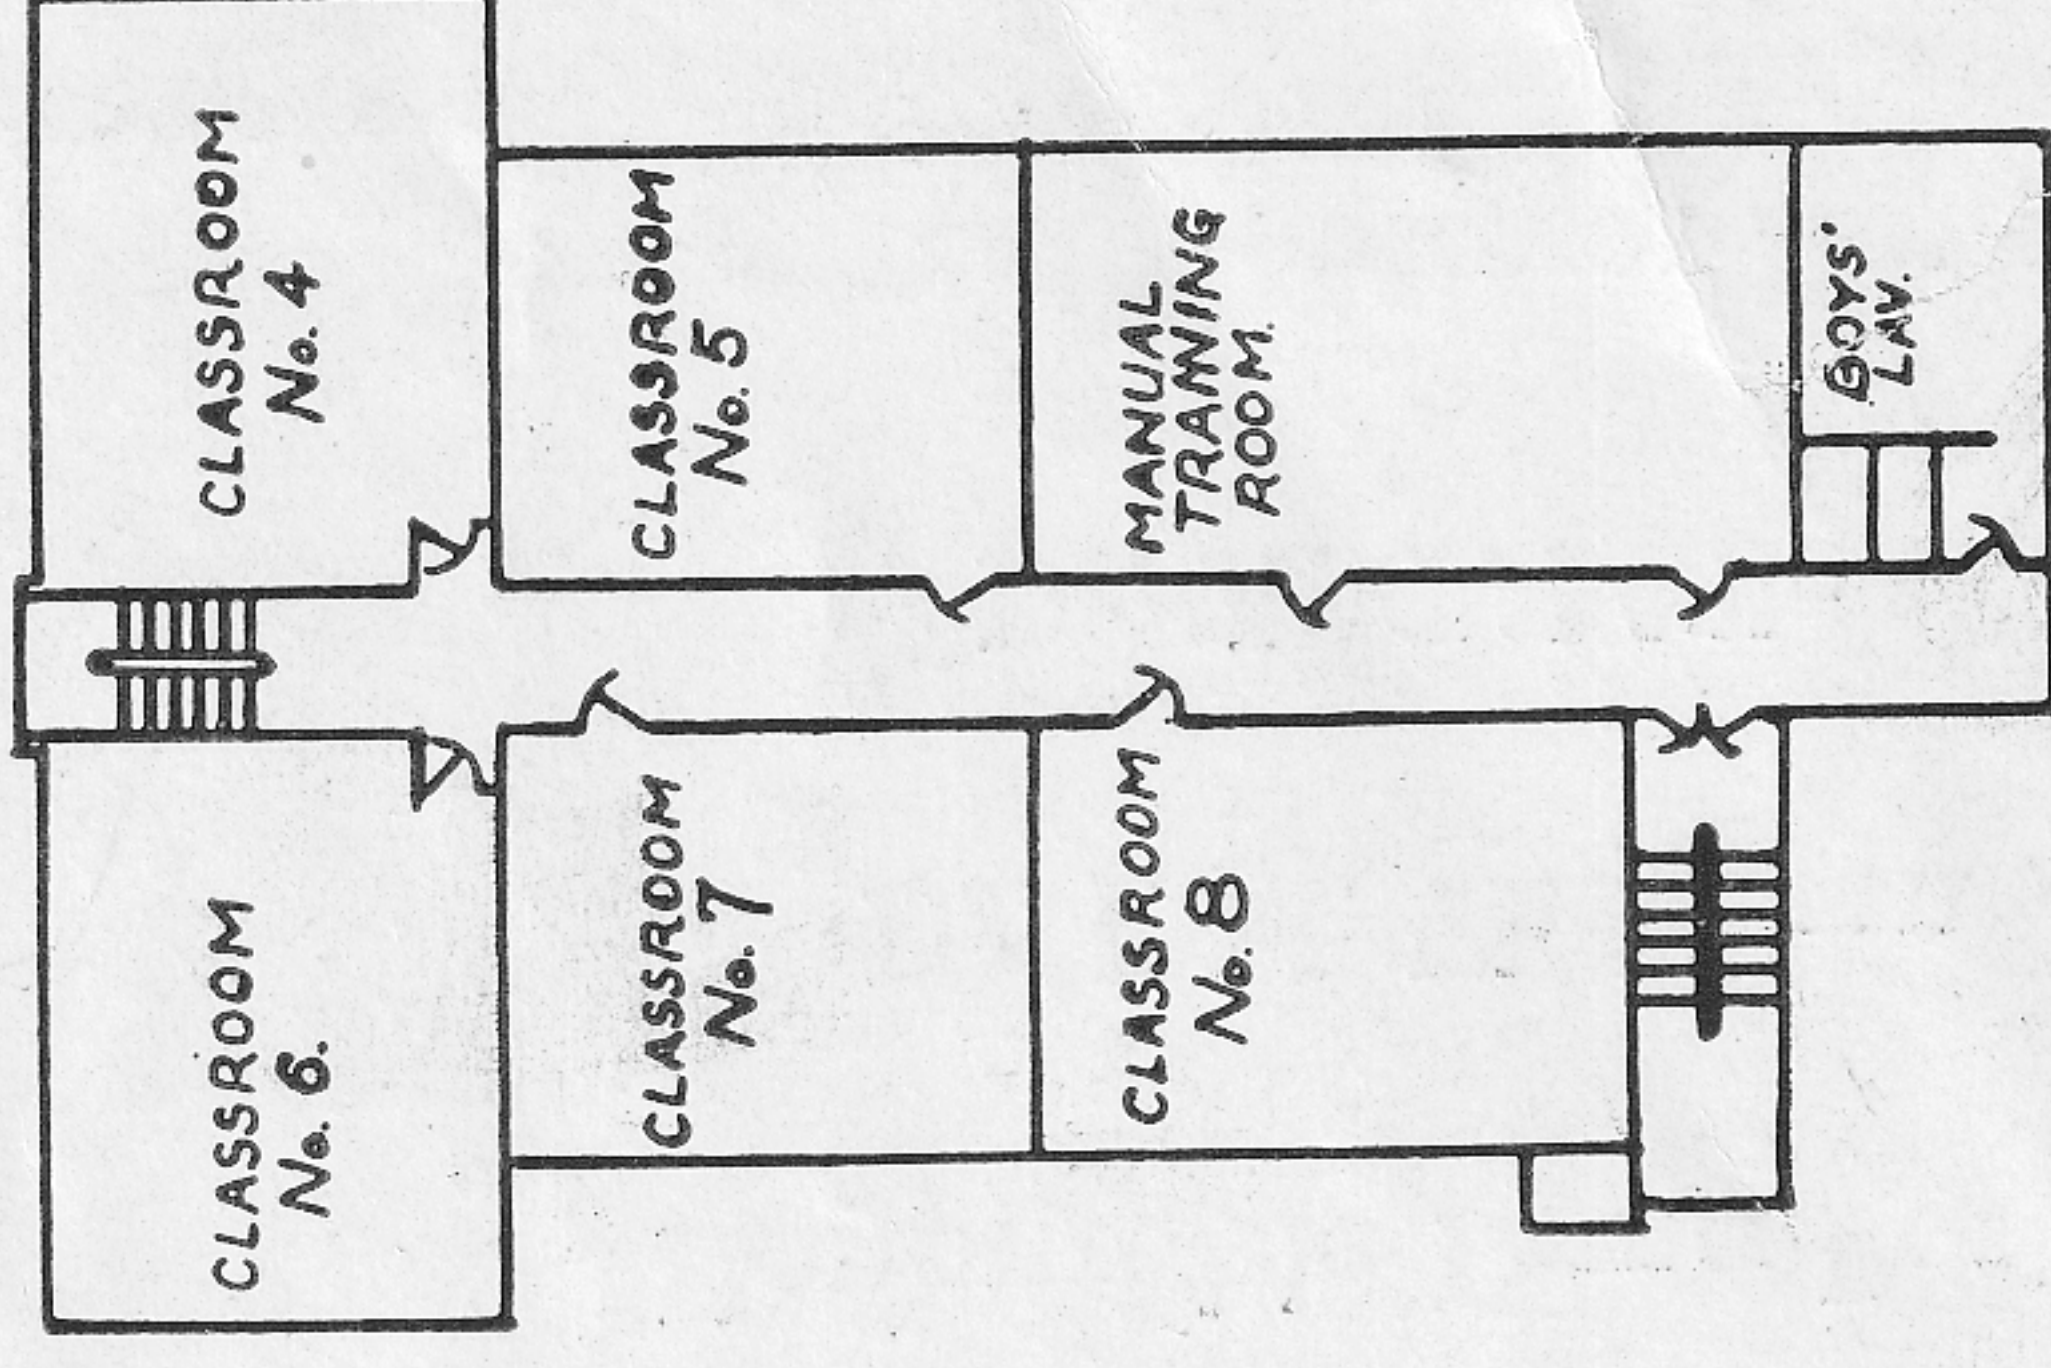 CLASSROOM
No. 4
CLASSROOM
No. 5
MANUAL
TRAINING
ROOM.
BOYS'
LAV.
CLASSROOM
No. 6.
CLASSROOM
No. 7
CLASSROOM
No. 8